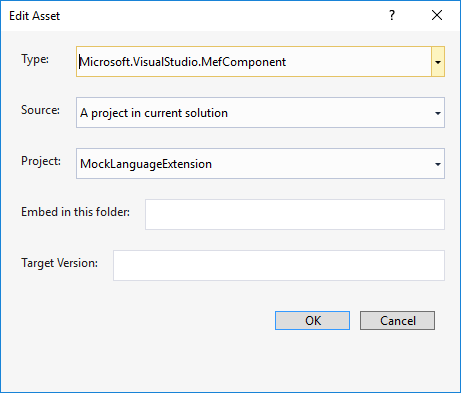 Edit Asset ?
Type: Microsoft.VisualStudio.MefComponent
Source: A project in current solution
Project: MockLanguageExtension
Embed in this folder:
Target Version:
OK Cancel